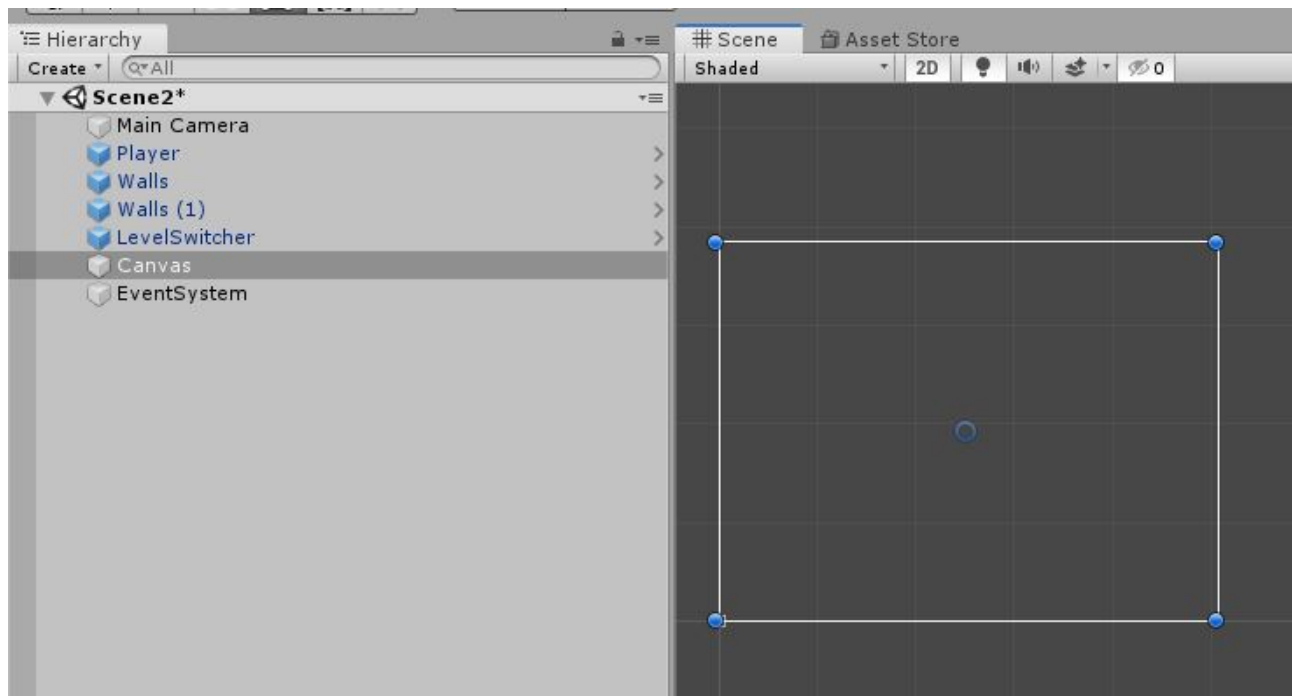 Hierarchy
Create
All
Scene2*
Main Camera
Player
Walls
Walls (1)
LevelSwitcher
Canvas
EventSystem
Scene
Asset Store
Shaded
2D
0